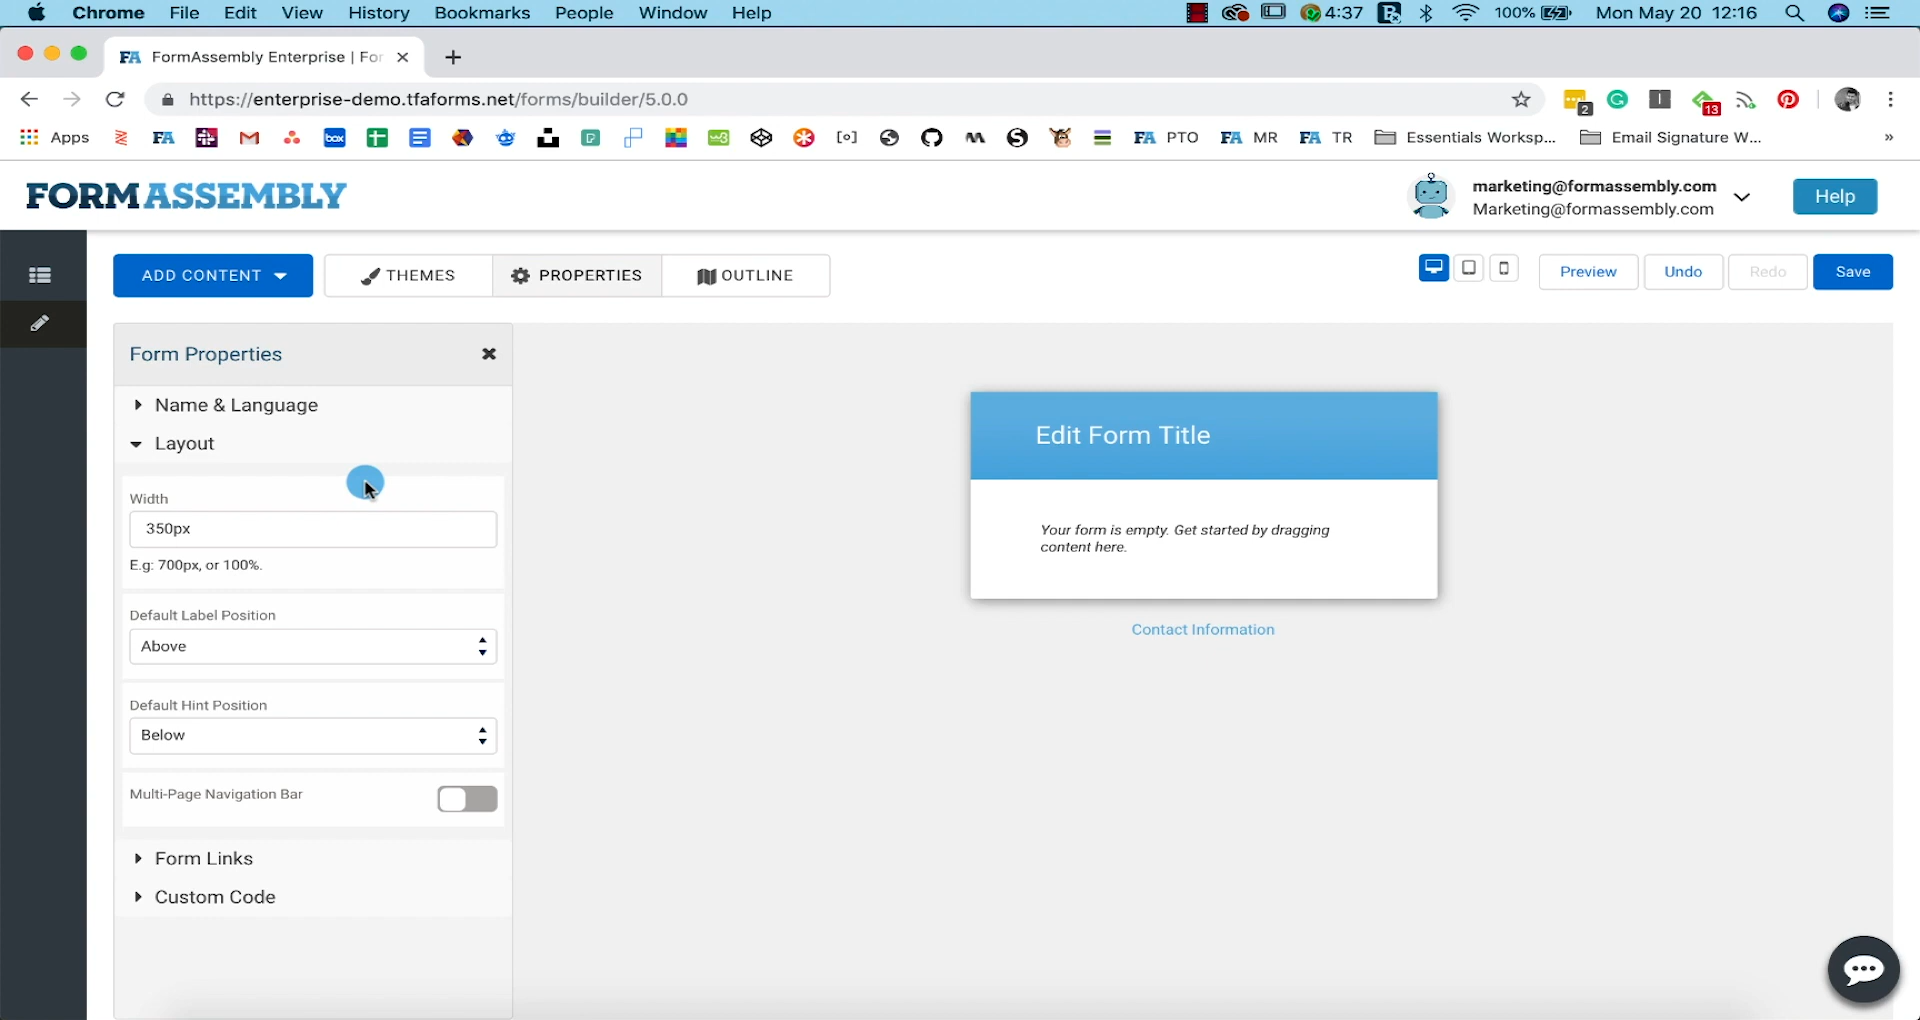 Chrome File Edit View History Bookmarks People Window Help 4:37 100% Mon May 20 12:16
FormAssembly Enterprise | For
https://enterprise-demo.tfaforms.net/forms/builder/5.0.0
2 13
Apps FA box PTO FA MR FA TR Essentials Worksp... Email Signature W... »
FORMASSEMBLY
marketing@formassembly.com
Marketing@formassembly.com
Help
ADD CONTENT THEMES PROPERTIES OUTLINE Preview Undo Redo Save
Form Properties
Name & Language
Layout
Width
350px
E.g: 700px, or 100%.
Default Label Position
Above
Default Hint Position
Below
Multi-Page Navigation Bar
Form Links
Custom Code
Edit Form Title
Your form is empty. Get started by dragging
content here.
Contact Information